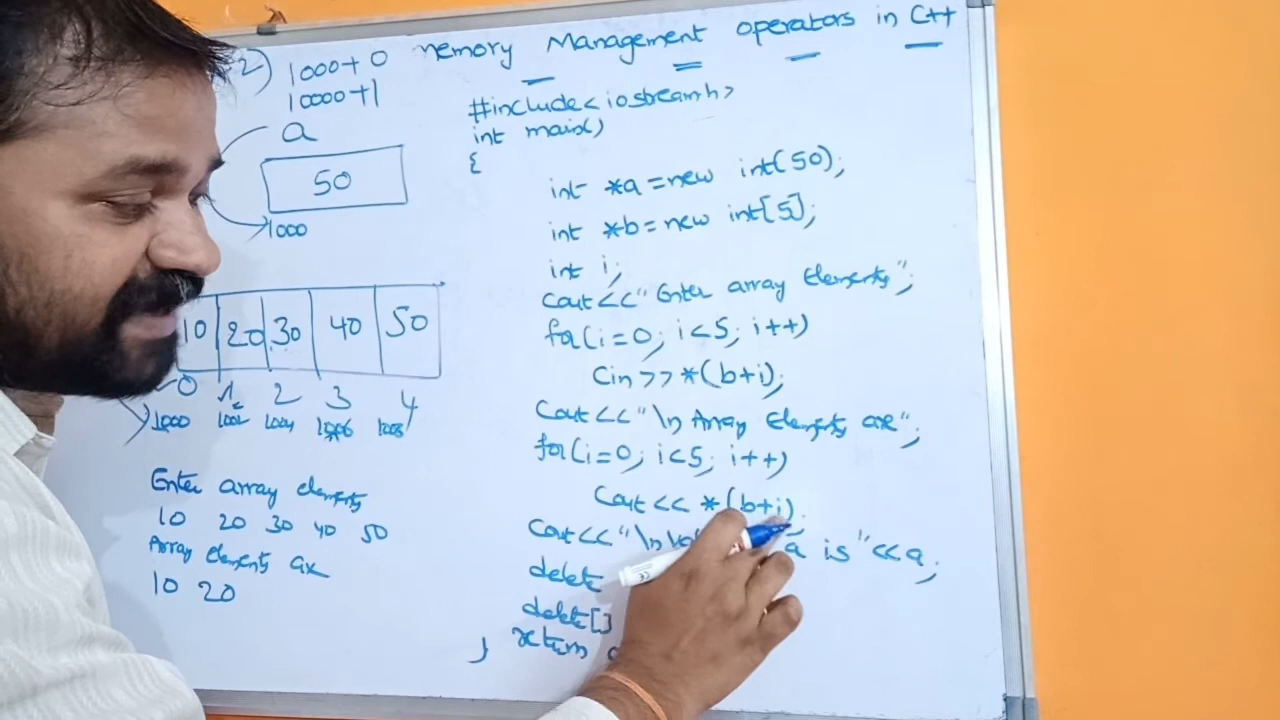 Memory Management operators in C++
2) 1000+0
10000+1
a
50
1000
10 20 30 40 50
0 1 2 3 4
1000 1002 1004 1006 1008
Enter array elements
10 20 30 40 50
Array elements are
10 20
#include<iostream.h>
int main()
{
int *a=new int(50);
int *b=new int[5];
int i;
cout<<"Enter array Elements";
for(i=0; i<5; i++)
Cin>>*(b+i);
Cout<<"\n Array Elements are";
for(i=0; i<5; i++)
Cout<< *(b+i);
Cout<<"\n a is "<<a;
delete
delete[]
return
}